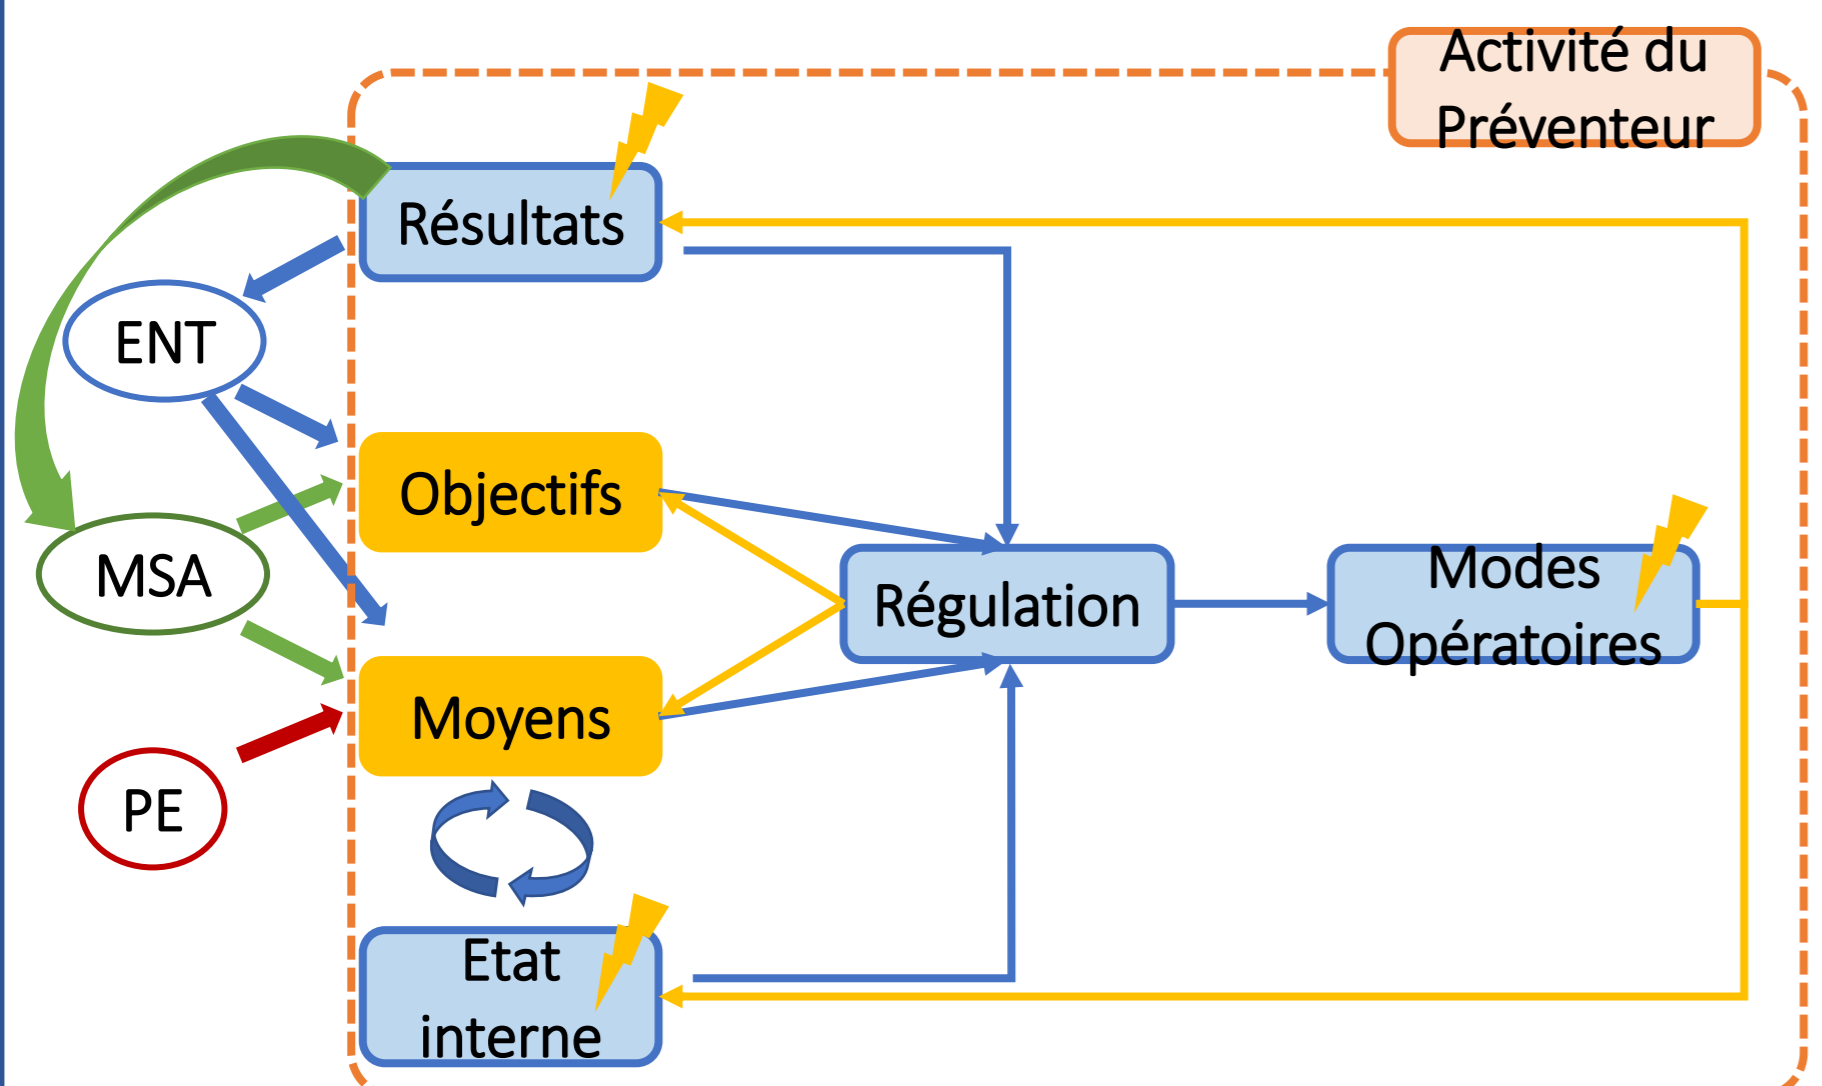 Activité du
Préventeur
Résultats
ENT
Objectifs
MSA
Régulation
Modes
Opératoires
Moyens
PE
Etat
interne